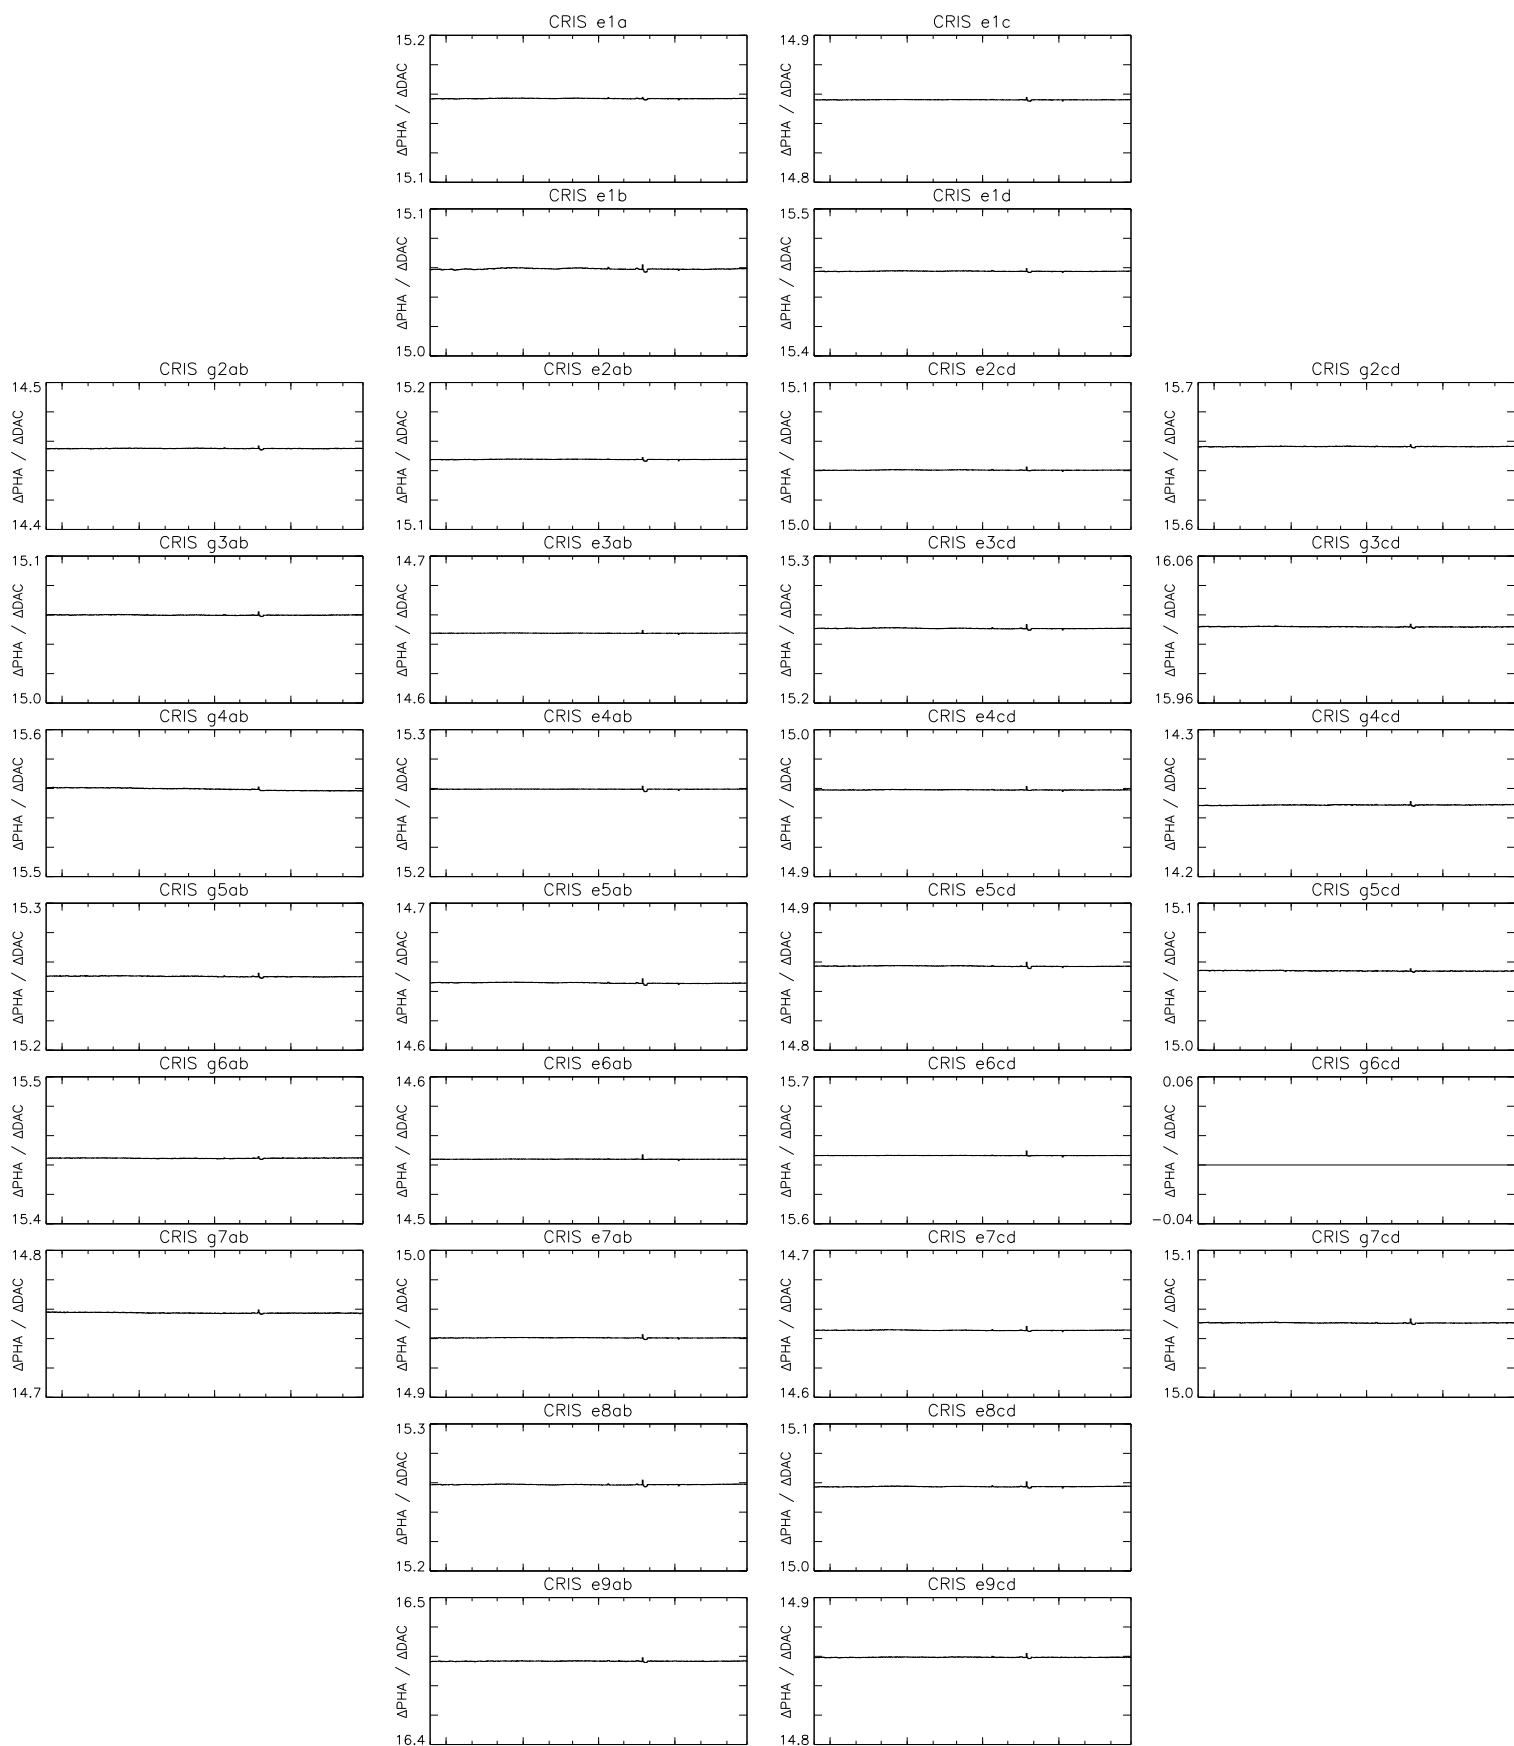 CRIS e1a
CRIS e1c
15.2
ΔPHA / ΔDAC
15.1
14.9
ΔPHA / ΔDAC
14.8
CRIS e1b
CRIS e1d
15.1
ΔPHA / ΔDAC
15.0
15.5
ΔPHA / ΔDAC
15.4
CRIS g2ab
CRIS e2ab
CRIS e2cd
CRIS g2cd
14.5
ΔPHA / ΔDAC
14.4
15.2
ΔPHA / ΔDAC
15.1
15.1
ΔPHA / ΔDAC
15.0
15.7
ΔPHA / ΔDAC
15.6
CRIS g3ab
CRIS e3ab
CRIS e3cd
CRIS g3cd
15.1
ΔPHA / ΔDAC
15.0
14.7
ΔPHA / ΔDAC
14.6
15.3
ΔPHA / ΔDAC
15.2
16.06
ΔPHA / ΔDAC
15.96
CRIS g4ab
CRIS e4ab
CRIS e4cd
CRIS g4cd
15.6
ΔPHA / ΔDAC
15.5
15.3
ΔPHA / ΔDAC
15.2
15.0
ΔPHA / ΔDAC
14.9
14.3
ΔPHA / ΔDAC
14.2
CRIS g5ab
CRIS e5ab
CRIS e5cd
CRIS g5cd
15.3
ΔPHA / ΔDAC
15.2
14.7
ΔPHA / ΔDAC
14.6
14.9
ΔPHA / ΔDAC
14.8
15.1
ΔPHA / ΔDAC
15.0
CRIS g6ab
CRIS e6ab
CRIS e6cd
CRIS g6cd
15.5
ΔPHA / ΔDAC
15.4
14.6
ΔPHA / ΔDAC
14.5
15.7
ΔPHA / ΔDAC
15.6
0.06
ΔPHA / ΔDAC
−0.04
CRIS g7ab
CRIS e7ab
CRIS e7cd
CRIS g7cd
14.8
ΔPHA / ΔDAC
14.7
15.0
ΔPHA / ΔDAC
14.9
14.7
ΔPHA / ΔDAC
14.6
15.1
ΔPHA / ΔDAC
15.0
CRIS e8ab
CRIS e8cd
15.3
ΔPHA / ΔDAC
15.2
15.1
ΔPHA / ΔDAC
15.0
CRIS e9ab
CRIS e9cd
16.5
ΔPHA / ΔDAC
16.4
14.9
ΔPHA / ΔDAC
14.8